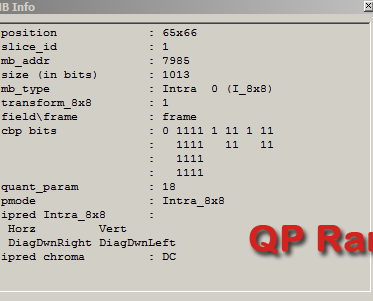 MB Info
position : 65x66
slice_id : 1
mb_addr : 7985
size (in bits) : 1013
mb_type : Intra 0 (I_8x8)
transform_8x8 : 1
field\frame : frame
cbp bits : 0 1111 1 11 1 11
1111 11 11
1111
1111
quant_param : 18
pmode : Intra_8x8
ipred Intra_8x8 :
Horz Vert
DiagDwnRight DiagDwnLeft
ipred chroma : DC
QP Ra